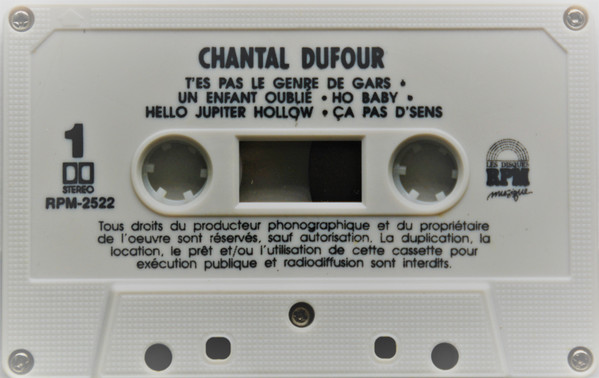 CHANTAL DUFOUR
T'ES PAS LE GENRE DE GARS •
UN ENFANT OUBLIÉ • HO BABY •
HELLO JUPITER HOLLOW • ÇA PAS D'SENS
1
STEREO
RPM-2522
LES DISQUES
RPM
musique
Tous droits du producteur phonographique et du propriétaire
de l'oeuvre sont réservés, sauf autorisation. La duplication, la
location, le prêt et/ou l'utilisation de cette cassette pour
exécution publique et radiodiffusion sont interdits.